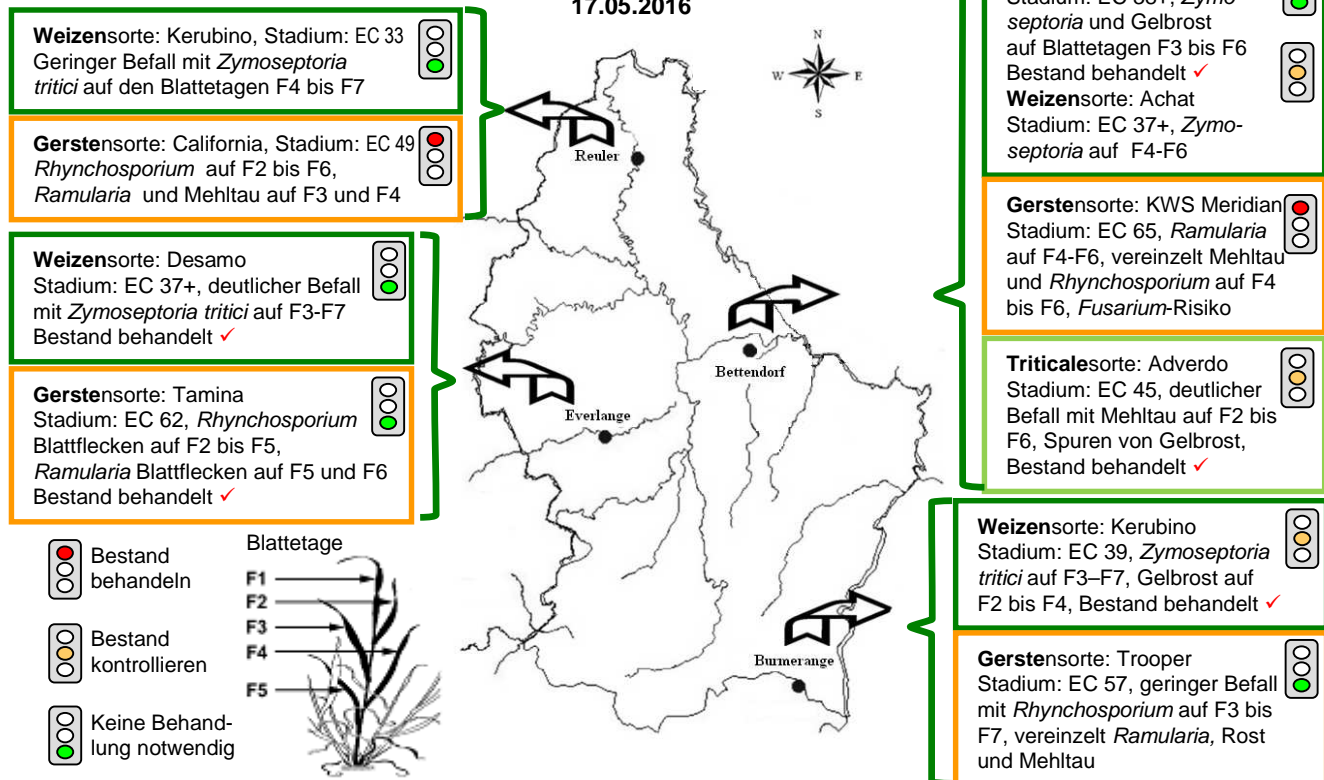 17.05.2016
Weizensorte: Kerubino, Stadium: EC 33
Geringer Befall mit Zymoseptoria
tritici auf den Blattetagen F4 bis F7
Gerstensorte: California, Stadium: EC 49
Rhynchosporium auf F2 bis F6,
Ramularia und Mehltau auf F3 und F4
Weizensorte: Desamo
Stadium: EC 37+, deutlicher Befall
mit Zymoseptoria tritici auf F3-F7
Bestand behandelt ✓
Gerstensorte: Tamina
Stadium: EC 62, Rhynchosporium
Blattflecken auf F2 bis F5,
Ramularia Blattflecken auf F5 und F6
Bestand behandelt ✓
Bestand
behandeln
Bestand
kontrollieren
Keine Behand-
lung notwendig
Blattetage
F1
F2
F3
F4
F5
N
W E
S
Reuler
Bettendorf
Everlange
Burmerange
septoria und Gelbrost
auf Blattetagen F3 bis F6
Bestand behandelt ✓
Weizensorte: Achat
Stadium: EC 37+, Zymo-
septoria auf F4-F6
Gerstensorte: KWS Meridian
Stadium: EC 65, Ramularia
auf F4-F6, vereinzelt Mehltau
und Rhynchosporium auf F4
bis F6, Fusarium-Risiko
Triticalesorte: Adverdo
Stadium: EC 45, deutlicher
Befall mit Mehltau auf F2 bis
F6, Spuren von Gelbrost,
Bestand behandelt ✓
Weizensorte: Kerubino
Stadium: EC 39, Zymoseptoria
tritici auf F3–F7, Gelbrost auf
F2 bis F4, Bestand behandelt ✓
Gerstensorte: Trooper
Stadium: EC 57, geringer Befall
mit Rhynchosporium auf F3 bis
F7, vereinzelt Ramularia, Rost
und Mehltau